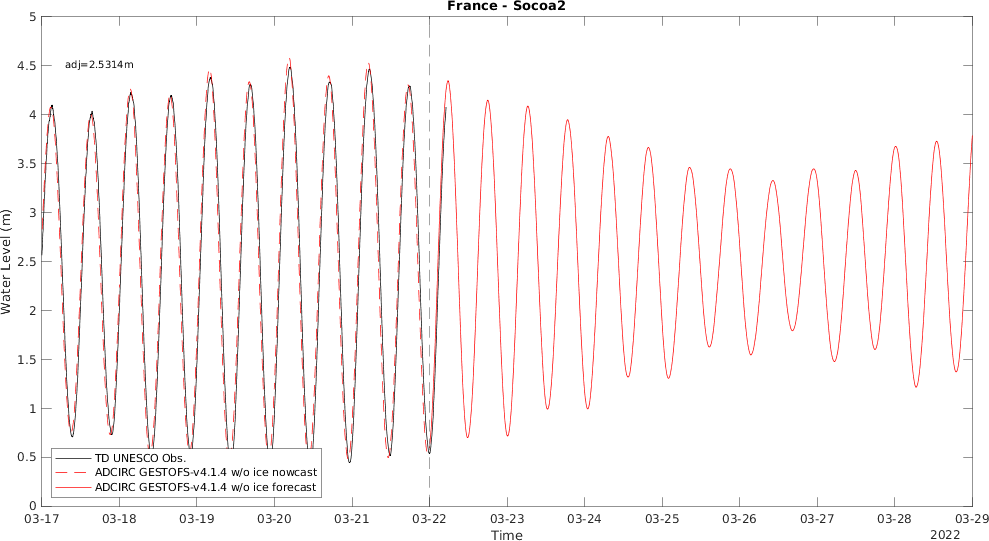 France - Socoa2
adj=2.5314m
Water Level (m)
5
4.5
4
3.5
3
2.5
2
1.5
1
0.5
0
TD UNESCO Obs.
ADCIRC GESTOFS-v4.1.4 w/o ice nowcast
ADCIRC GESTOFS-v4.1.4 w/o ice forecast
03-17 03-18 03-19 03-20 03-21 03-22 03-23 03-24 03-25 03-26 03-27 03-28 03-29
Time
2022